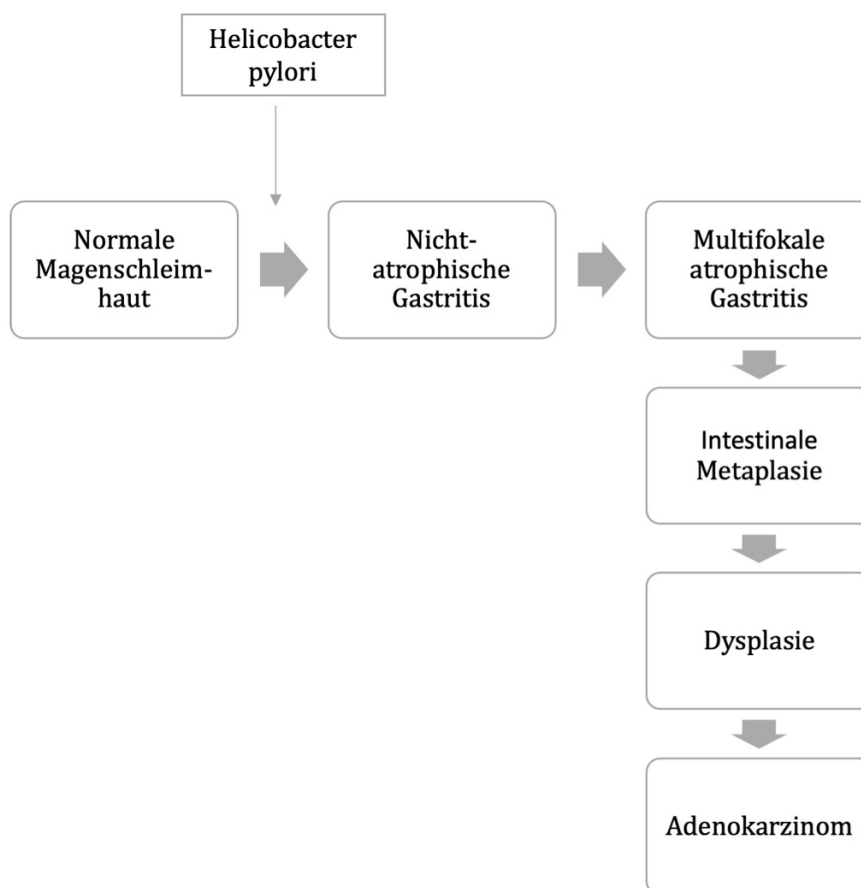 Helicobacter
pylori
Normale
Magenschleim-
haut
Nicht-
atrophische
Gastritis
Multifokale
atrophische
Gastritis
Intestinale
Metaplasie
Dysplasie
Adenokarzinom